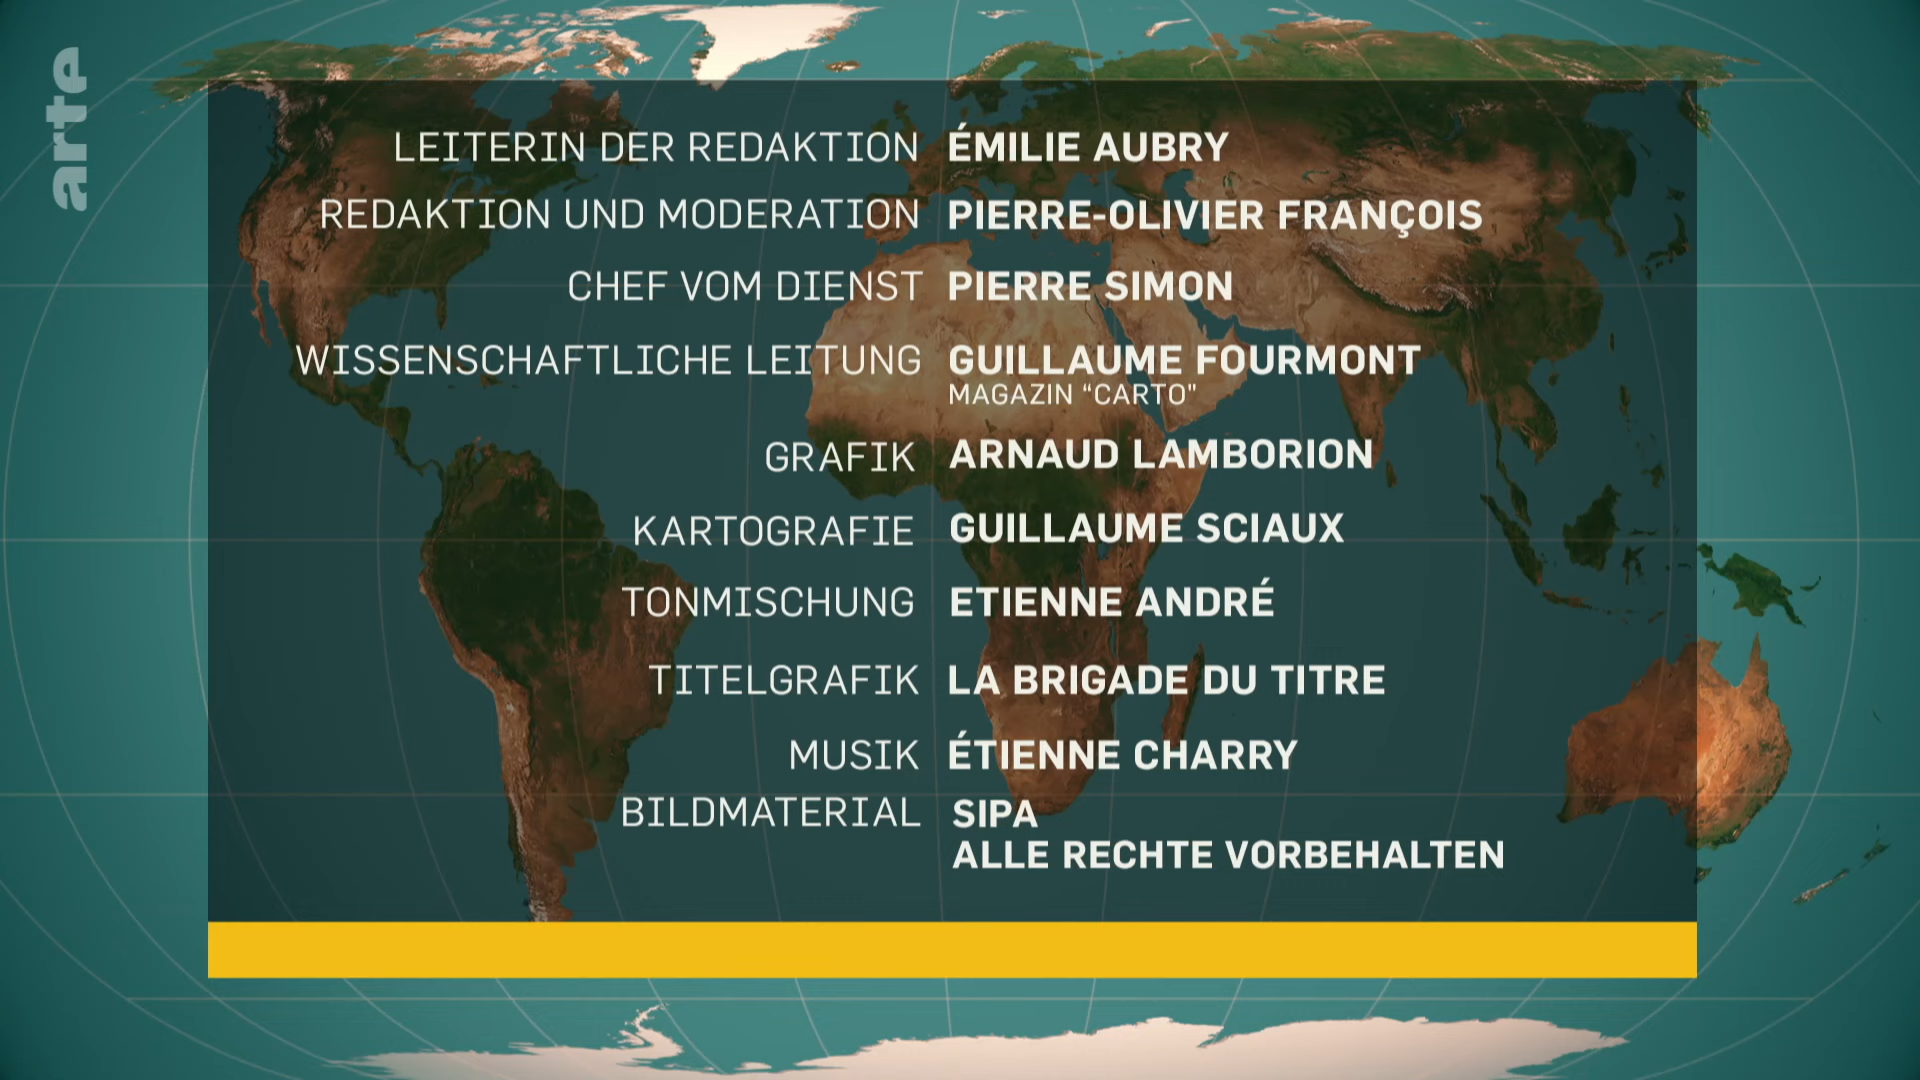 arte
LEITERIN DER REDAKTION ÉMILIE AUBRY
REDAKTION UND MODERATION PIERRE-OLIVIER FRANÇOIS
CHEF VOM DIENST PIERRE SIMON
WISSENSCHAFTLICHE LEITUNG GUILLAUME FOURMONT
MAGAZIN “CARTO"
GRAFIK ARNAUD LAMBORION
KARTOGRAFIE GUILLAUME SCIAUX
TONMISCHUNG ETIENNE ANDRÉ
TITELGRAFIK LA BRIGADE DU TITRE
MUSIK ÉTIENNE CHARRY
BILDMATERIAL SIPA
ALLE RECHTE VORBEHALTEN